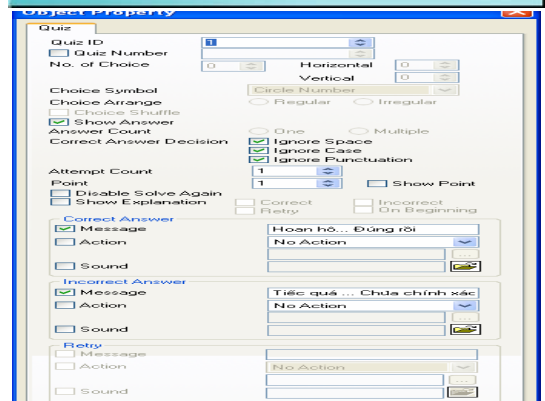 Object Property
Quiz
Quiz ID 1
Quiz Number
No. of Choice 0 Horizontal 0
Vertical 0
Choice Symbol Circle Number
Choice Arrange Regular Irregular
Choice Shuffle
Show Answer
Answer Count One Multiple
Correct Answer Decision Ignore Space
Ignore Case
Ignore Punctuation
Attempt Count 1
Point 1 Show Point
Disable Solve Again
Show Explanation Correct Incorrect
Retry On Beginning
Correct Answer
Message Hoan hô... Đúng rồi
Action No Action
...
Sound
Incorrect Answer
Message Tiếc quá ... Chưa chính xác
Action No Action
...
Sound
Retry
Message
Action No Action
...
Sound